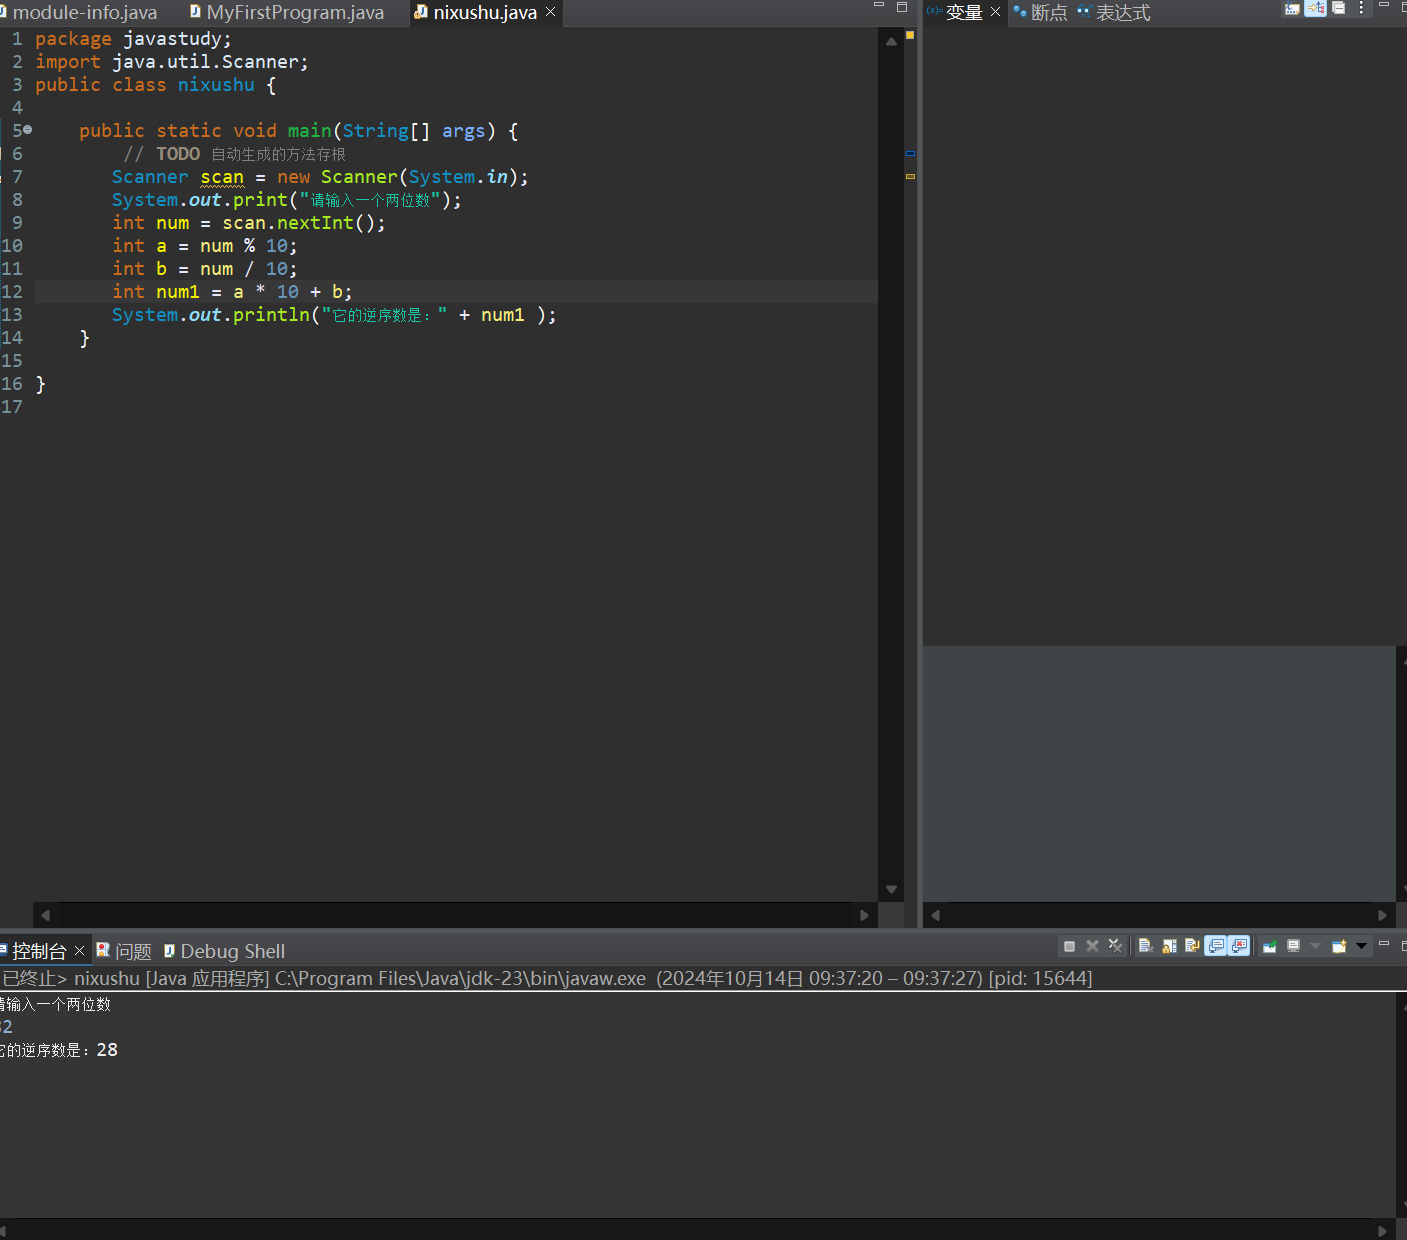 module-info.java MyFirstProgram.java nixushu.java 变量 断点 表达式
1 package javastudy;
2 import java.util.Scanner;
3 public class nixushu {
4
5 public static void main(String[] args) {
6 // TODO 自动生成的方法存根
7 Scanner scan = new Scanner(System.in);
8 System.out.print("请输入一个两位数");
9 int num = scan.nextInt();
10 int a = num % 10;
11 int b = num / 10;
12 int num1 = a * 10 + b;
13 System.out.println("它的逆序数是：" + num1 );
14 }
15
16 }
17
控制台 问题 Debug Shell
已终止> nixushu [Java 应用程序] C:\Program Files\Java\jdk-23\bin\javaw.exe (2024年10月14日 09:37:20 – 09:37:27) [pid: 15644]
请输入一个两位数
82
它的逆序数是：28